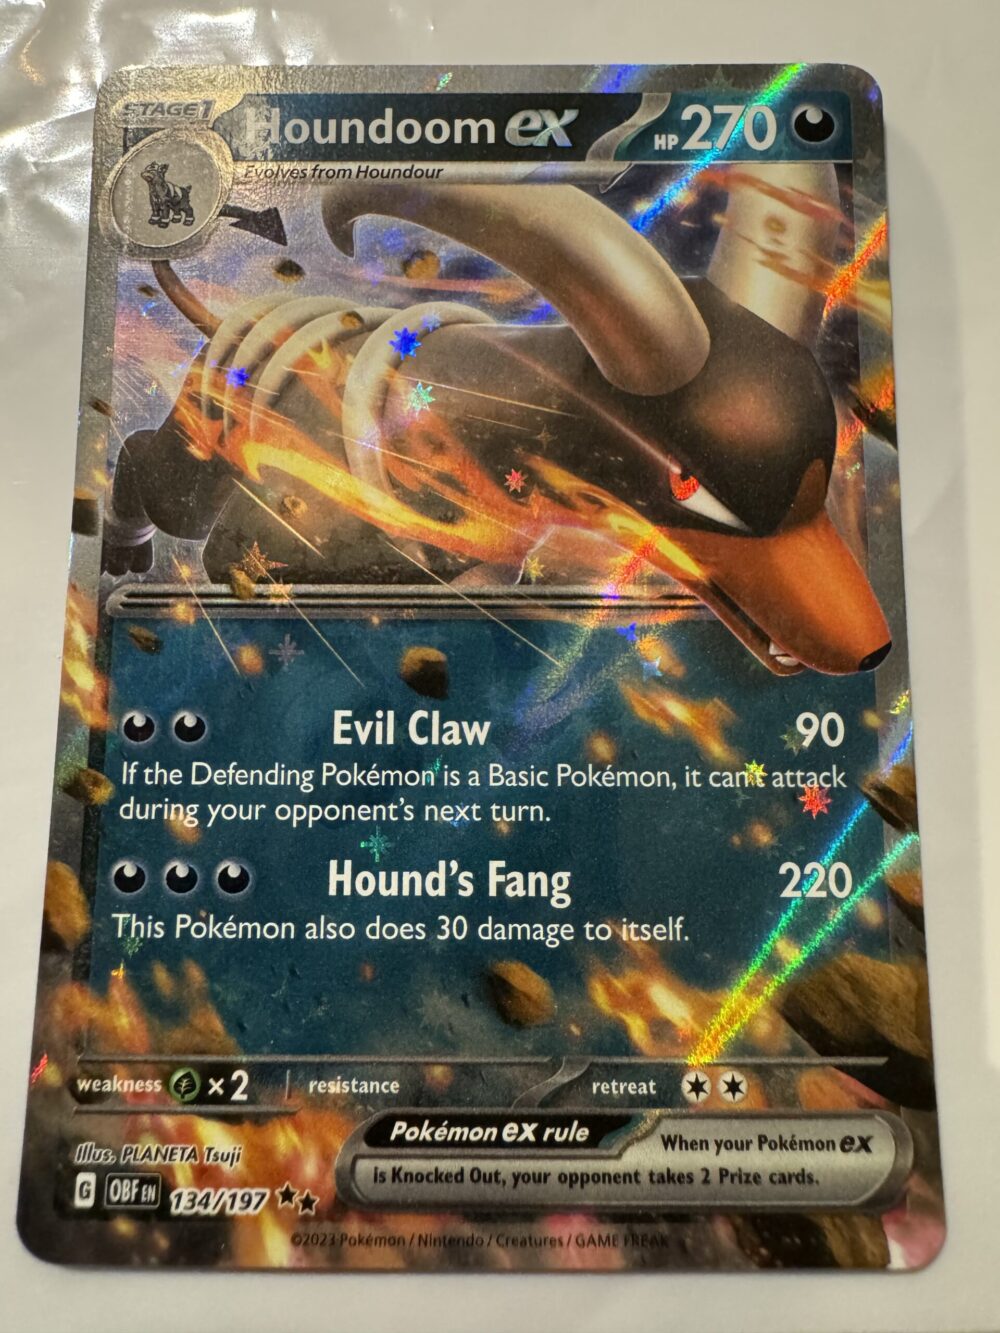 STAGE 1
Houndoom ex
HP 270
Evolves from Houndour
Evil Claw 90
If the Defending Pokémon is a Basic Pokémon, it can't attack
during your opponent's next turn.
Hound's Fang 220
This Pokémon also does 30 damage to itself.
weakness ×2 resistance retreat
Pokémon ex rule
When your Pokémon ex
is Knocked Out, your opponent takes 2 Prize cards.
Illus. PLANETA Tsuji
G OBF EN 134/197 ★★
©2023 Pokémon / Nintendo / Creatures / GAME FREAK